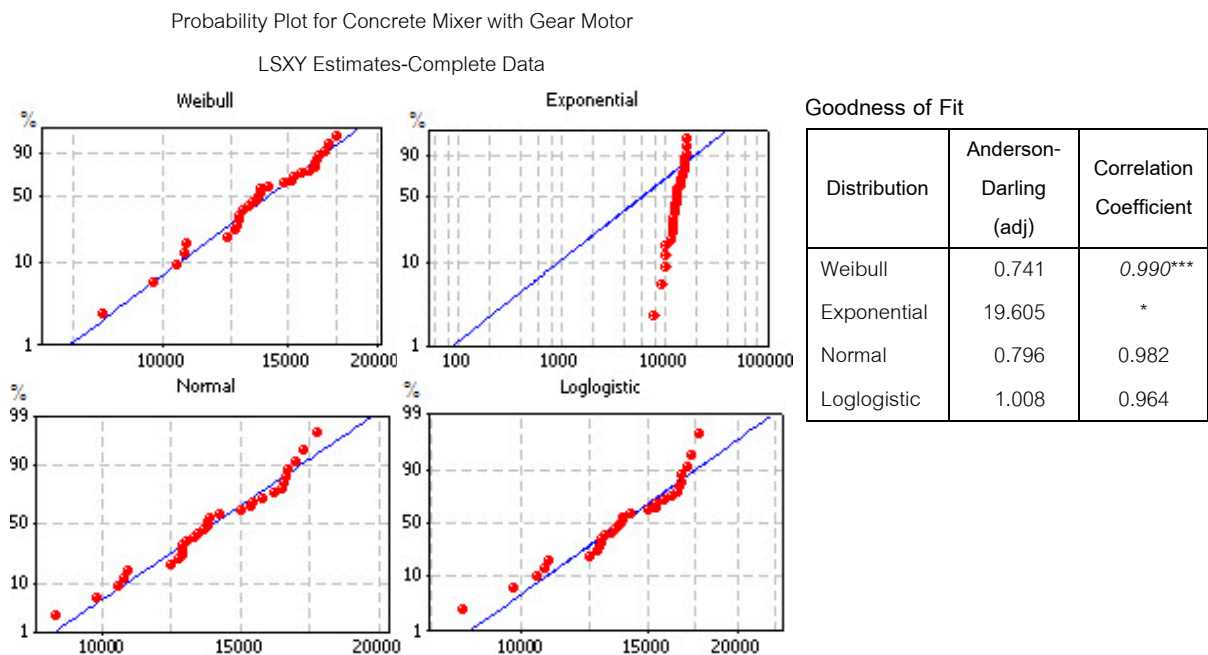 Probability Plot for Concrete Mixer with Gear Motor
LSXY Estimates-Complete Data
Weibull
%
90
50
10
1
10000 15000 20000
Exponential
%
90
50
10
1
100 1000 10000 100000
Normal
%
99
90
50
10
1
10000 15000 20000
Loglogistic
%
99
90
50
10
1
10000 15000 20000
Goodness of Fit
Distribution Anderson-Darling (adj) Correlation Coefficient
Weibull 0.741 0.990***
Exponential 19.605 *
Normal 0.796 0.982
Loglogistic 1.008 0.964